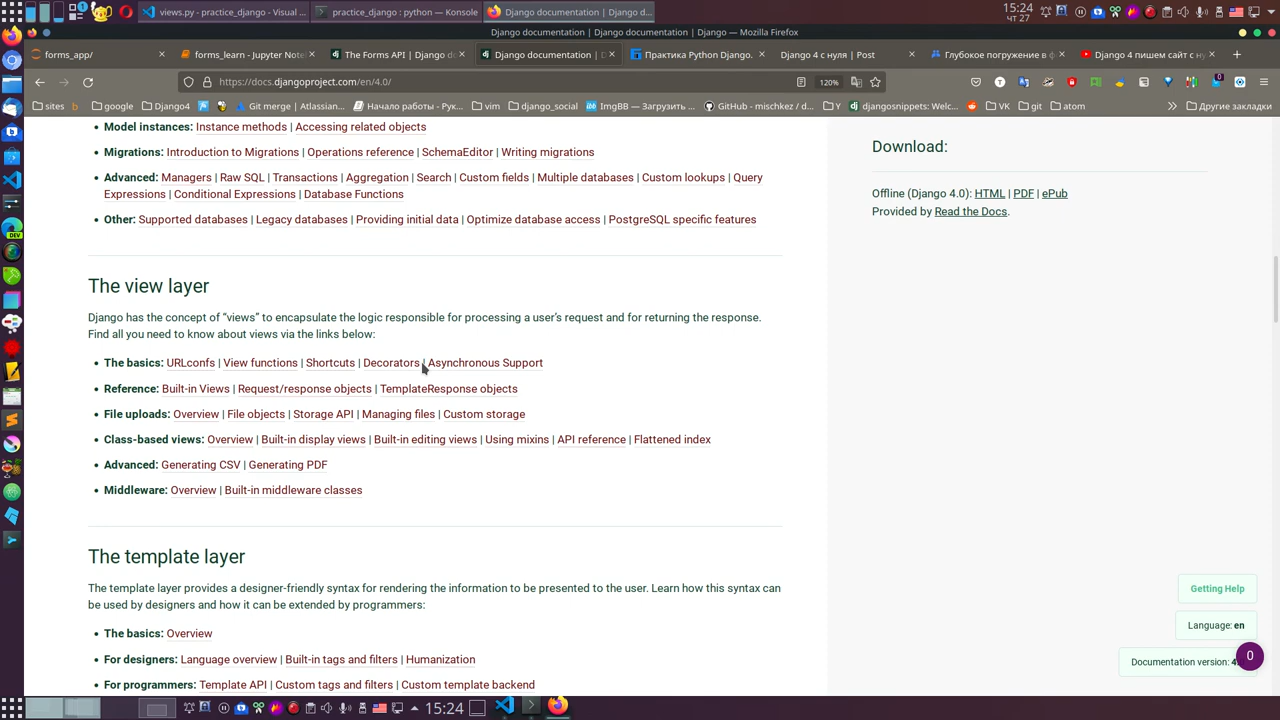 views.py - practice_django - Visual ...
practice_django : python — Konsole
Django documentation | Django d...
15:24
чт 27
Django documentation | Django documentation | Django — Mozilla Firefox
forms_app/
forms_learn - Jupyter Note
The Forms API | Django d
Django documentation |
Практика Python Django.
Django 4 с нуля | Post
Глубокое погружение в ф
Django 4 пишем сайт с н
https://docs.djangoproject.com/en/4.0/
120%
sites
google
Django4
Git merge | Atlassian...
Начало работы - Рук...
vim
django_social
ImgBB — Загрузить ...
GitHub - mischkez / d...
Y
djangosnippets: Welc...
VK
git
atom
Другие закладки
Model instances: Instance methods | Accessing related objects
Migrations: Introduction to Migrations | Operations reference | SchemaEditor | Writing migrations
Advanced: Managers | Raw SQL | Transactions | Aggregation | Search | Custom fields | Multiple databases | Custom lookups | Query
Expressions | Conditional Expressions | Database Functions
Other: Supported databases | Legacy databases | Providing initial data | Optimize database access | PostgreSQL specific features
Download:
Offline (Django 4.0): HTML | PDF | ePub
Provided by Read the Docs.
The view layer
Django has the concept of “views” to encapsulate the logic responsible for processing a user’s request and for returning the response.
Find all you need to know about views via the links below:
The basics: URLconfs | View functions | Shortcuts | Decorators | Asynchronous Support
Reference: Built-in Views | Request/response objects | TemplateResponse objects
File uploads: Overview | File objects | Storage API | Managing files | Custom storage
Class-based views: Overview | Built-in display views | Built-in editing views | Using mixins | API reference | Flattened index
Advanced: Generating CSV | Generating PDF
Middleware: Overview | Built-in middleware classes
The template layer
The template layer provides a designer-friendly syntax for rendering the information to be presented to the user. Learn how this syntax can
be used by designers and how it can be extended by programmers:
The basics: Overview
For designers: Language overview | Built-in tags and filters | Humanization
For programmers: Template API | Custom tags and filters | Custom template backend
Getting Help
Language: en
Documentation version: 4
0
15:24